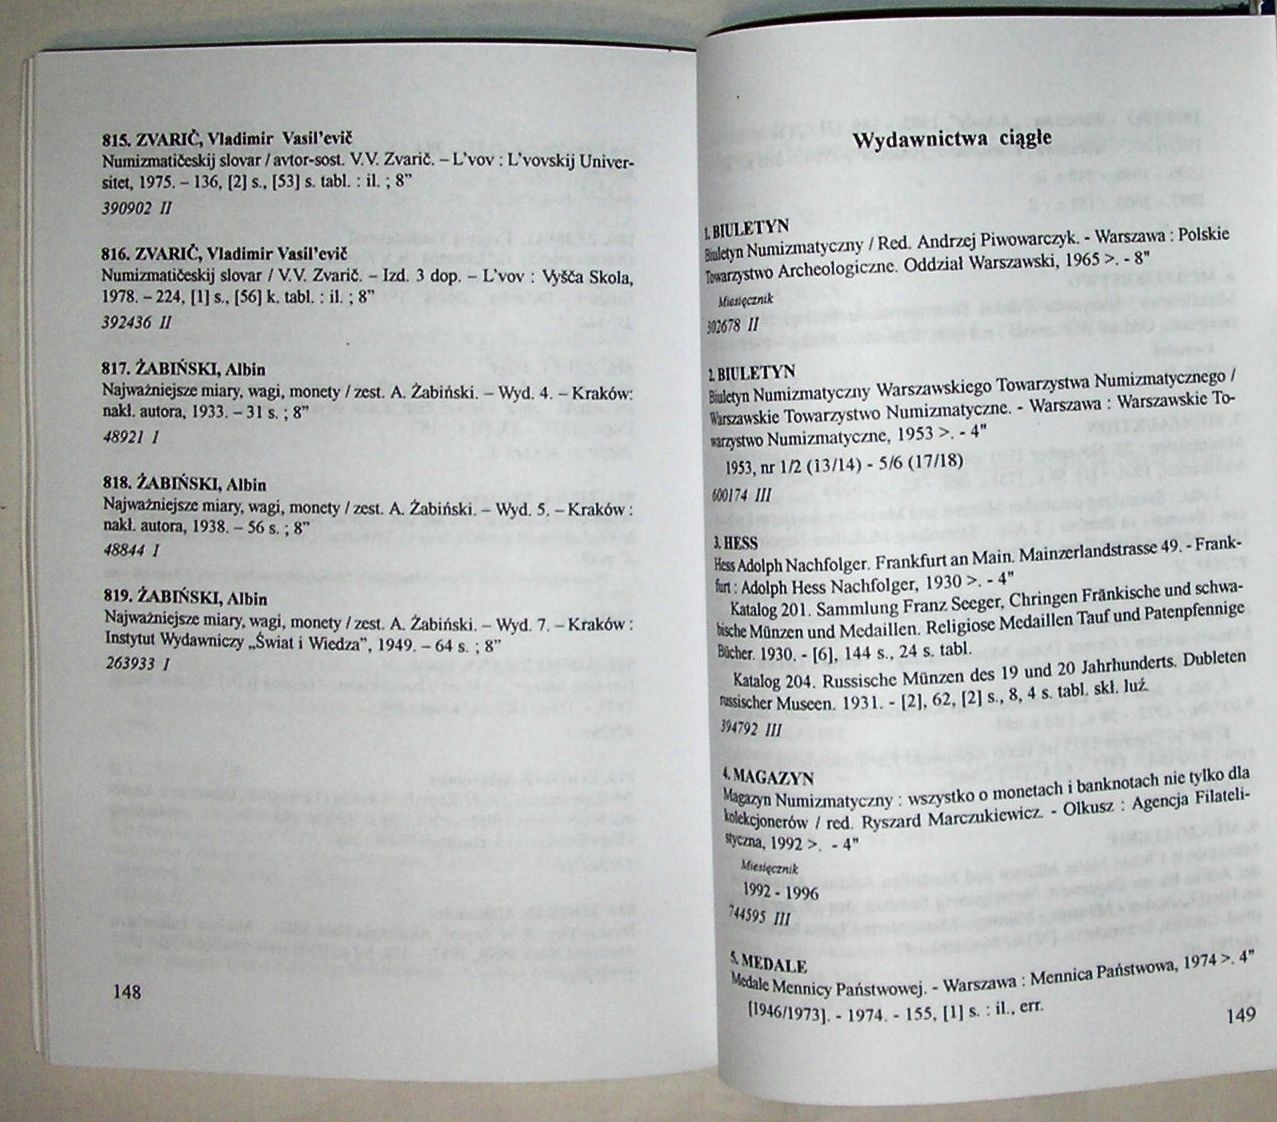 815. ZVARIČ, Vladimir Vasil'evič
Numizmatičeskij slovar / avtor-sost. V.V. Zvarič. – L'vov : L'vovskij Univer-
sitet, 1975. – 136, [2] s., [53] s. tabl. : il. ; 8”
390902 II
816. ZVARIČ, Vladimir Vasil'evič
Numizmatičeskij slovar / V.V. Zvarič. – Izd. 3 dop. – L'vov : Vyšča Skola,
1978. – 224, [1] s., [56] k. tabl. : il. ; 8”
392436 II
817. ŻABIŃSKI, Albin
Najważniejsze miary, wagi, monety / zest. A. Żabiński. – Wyd. 4. – Kraków:
nakł. autora, 1933. – 31 s. ; 8”
48921 I
818. ŻABIŃSKI, Albin
Najważniejsze miary, wagi, monety / zest. A. Żabiński. – Wyd. 5. – Kraków :
nakł. autora, 1938. – 56 s. ; 8”
48844 I
819. ŻABIŃSKI, Albin
Najważniejsze miary, wagi, monety / zest. A. Żabiński. – Wyd. 7. – Kraków :
Instytut Wydawniczy „Świat i Wiedza”, 1949. – 64 s. ; 8”
263933 I
148
Wydawnictwa ciągłe
1. BIULETYN
Biuletyn Numizmatyczny / Red. Andrzej Piwowarczyk. - Warszawa : Polskie
Towarzystwo Archeologiczne. Oddział Warszawski, 1965 >. - 8"
Miesięcznik
302678 II
2. BIULETYN
Biuletyn Numizmatyczny Warszawskiego Towarzystwa Numizmatycznego /
Warszawskie Towarzystwo Numizmatyczne. - Warszawa : Warszawskie To-
warzystwo Numizmatyczne, 1953 >. - 4"
1953, nr 1/2 (13/14) - 5/6 (17/18)
600174 III
3. HESS
Hess Adolph Nachfolger. Frankfurt an Main. Mainzerlandstrasse 49. - Frank-
furt : Adolph Hess Nachfolger, 1930 >. - 4"
Katalog 201. Sammlung Franz Seeger, Chringen Fränkische und schwa-
bische Münzen und Medaillen. Religiose Medaillen Tauf und Patenpfennige
Bücher. 1930. - [6], 144 s., 24 s. tabl.
Katalog 204. Russische Münzen des 19 und 20 Jahrhunderts. Dubleten
russischer Museen. 1931. - [2], 62, [2] s., 8, 4 s. tabl. skł. luź.
394792 III
4. MAGAZYN
Magazyn Numizmatyczny : wszystko o monetach i banknotach nie tylko dla
kolekcjonerów / red. Ryszard Marczukiewicz. - Olkusz : Agencja Filateli-
styczna, 1992 >. - 4"
Miesięcznik
1992 - 1996
744595 III
5. MEDALE
Medale Mennicy Państwowej. - Warszawa : Mennica Państwowa, 1974 >. 4"
[1946/1973]. - 1974. - 155, [1] s. : il., err.
149